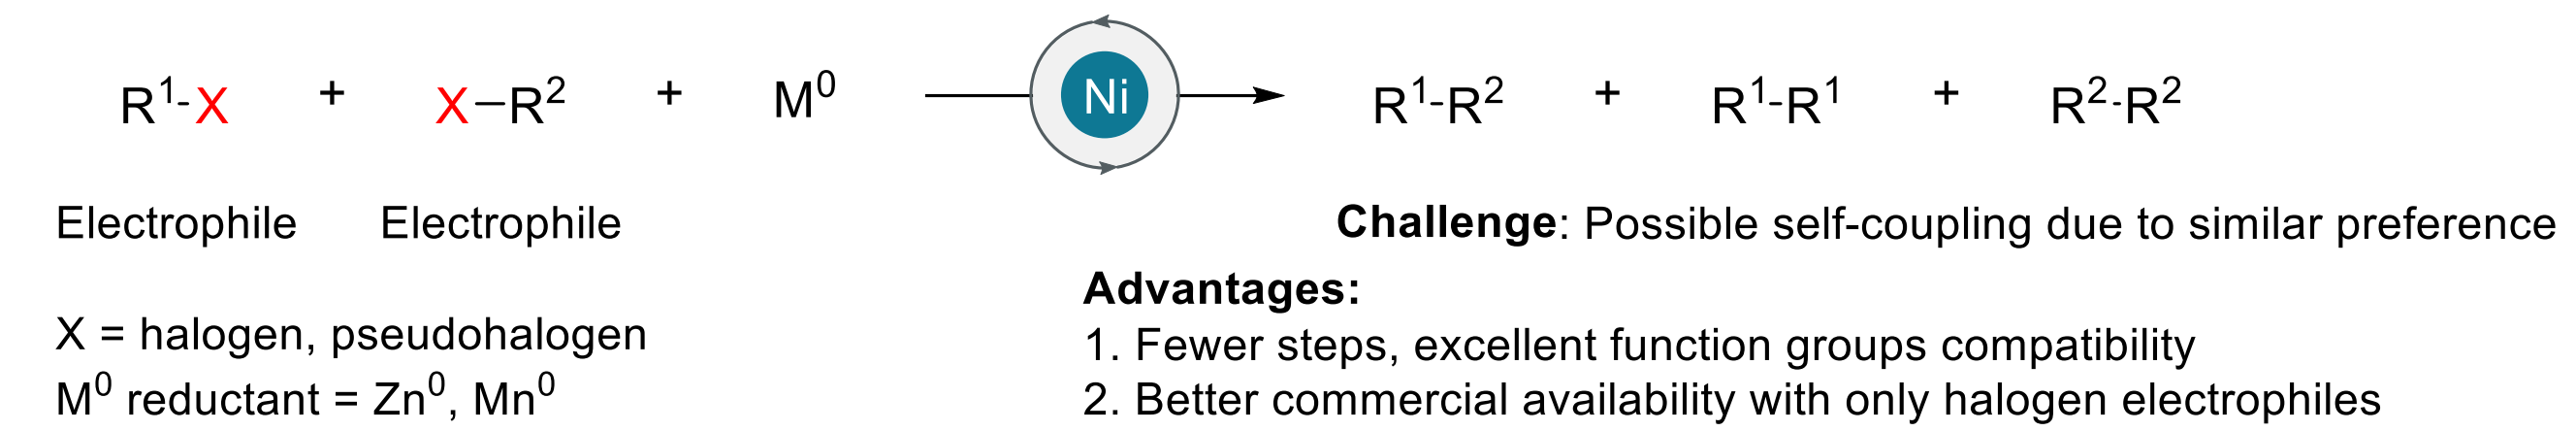 R¹-X + X–R² + M⁰ Ni R¹-R² + R¹-R¹ + R²-R²
Electrophile Electrophile Challenge: Possible self-coupling due to similar preference
Advantages:
X = halogen, pseudohalogen
1. Fewer steps, excellent function groups compatibility
M⁰ reductant = Zn⁰, Mn⁰
2. Better commercial availability with only halogen electrophiles